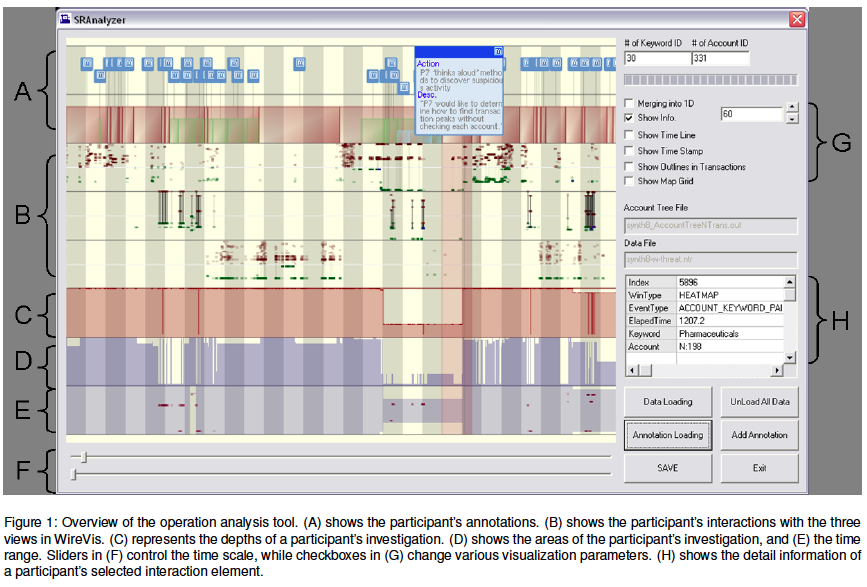 SRAnalyzer
# of Keyword ID # of Account ID
30 331
Action
P7 'thinks aloud' "metho
ds to discover suspiciou
s activity
Desc.
"P7 would like to determ
ine how to find transac
tion peaks without
checking each account."
Merging into 1D
Show Info. 60
Show Time Line
Show Time Stamp
Show Outlines in Transactions
Show Map Grid
Account Tree File
synth8_AccountTreeNTrans.out
Data File
synth8-w-threat.ntr
Index 5896
WinType HEATMAP
EventType ACCOUNT_KEYWORD_PAI
ElapedTime 1207.2
Keyword Pharmaceuticals
Account N:198
Data Loading UnLoad All Data
Annotation Loading Add Annotation
SAVE Exit
A
B
C
D
E
F
G
H
Figure 1: Overview of the operation analysis tool. (A) shows the participant's annotations. (B) shows the participant's interactions with the three
views in WireVis. (C) represents the depths of a participant's investigation. (D) shows the areas of the participant's investigation, and (E) the time
range. Sliders in (F) control the time scale, while checkboxes in (G) change various visualization parameters. (H) shows the detail information of
a participant's selected interaction element.